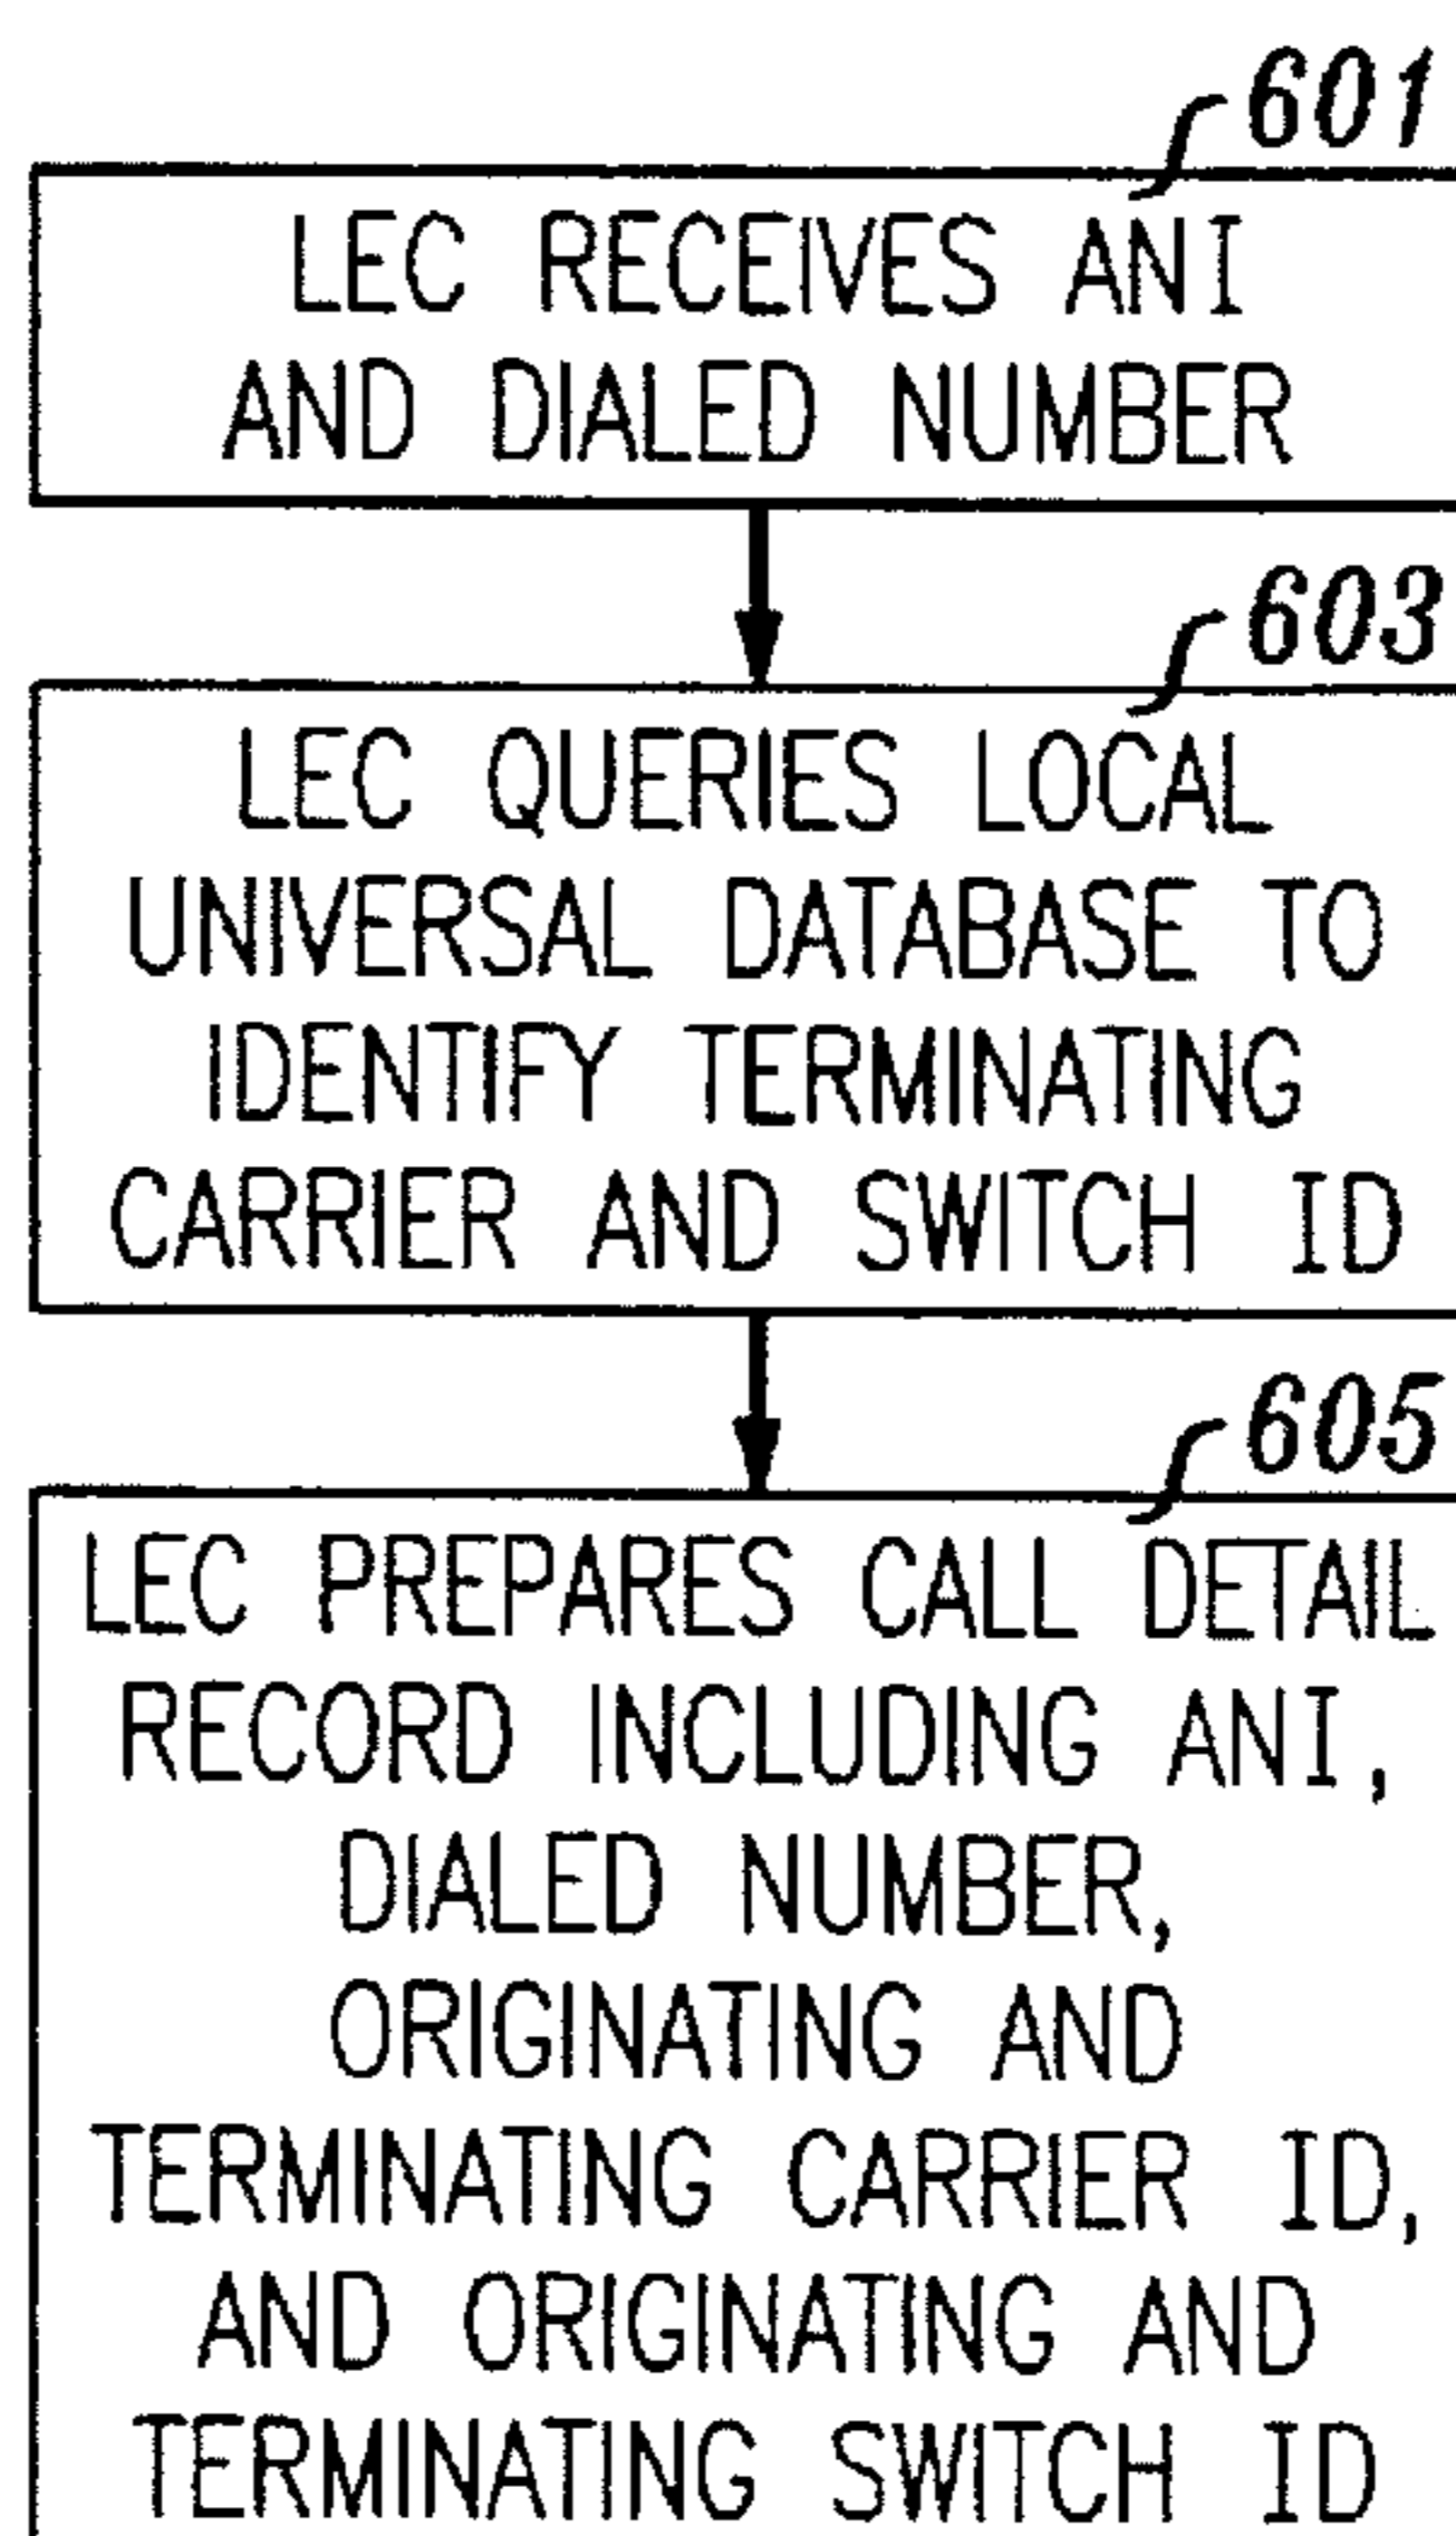 601
LEC RECEIVES ANI
AND DIALED NUMBER
603
LEC QUERIES LOCAL
UNIVERSAL DATABASE TO
IDENTIFY TERMINATING
CARRIER AND SWITCH ID
605
LEC PREPARES CALL DETAIL
RECORD INCLUDING ANI,
DIALED NUMBER,
ORIGINATING AND
TERMINATING CARRIER ID,
AND ORIGINATING AND
TERMINATING SWITCH ID